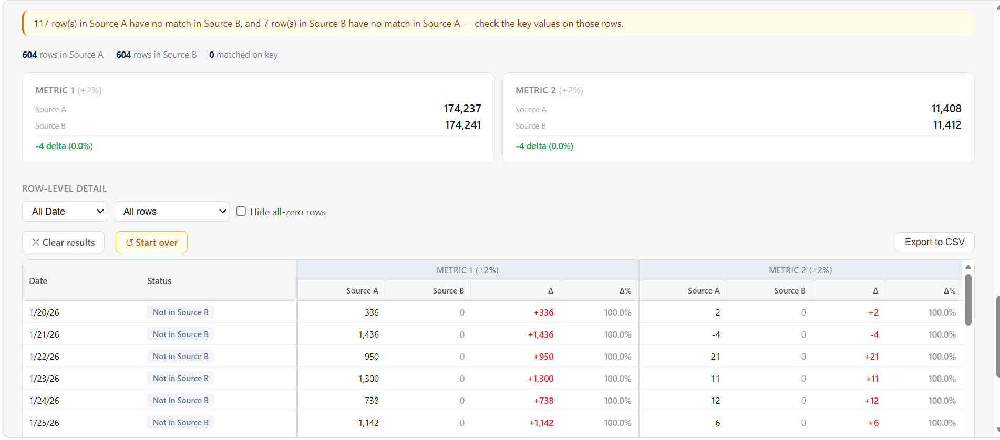 117 row(s) in Source A have no match in Source B, and 7 row(s) in Source B have no match in Source A — check the key values on those rows.
604 rows in Source A 604 rows in Source B 0 matched on key
METRIC 1 (±2%)
Source A 174,237
Source B 174,241
-4 delta (0.0%)
METRIC 2 (±2%)
Source A 11,408
Source B 11,412
-4 delta (0.0%)
ROW-LEVEL DETAIL
All Date All rows Hide all-zero rows
✕ Clear results ↺ Start over Export to CSV
METRIC 1 (±2%) METRIC 2 (±2%)
Date Status
Source A Source B Δ Δ% Source A Source B Δ Δ%
1/20/26 Not in Source B 336 0 +336 100.0% 2 0 +2 100.0%
1/21/26 Not in Source B 1,436 0 +1,436 100.0% -4 0 -4 100.0%
1/22/26 Not in Source B 950 0 +950 100.0% 21 0 +21 100.0%
1/23/26 Not in Source B 1,300 0 +1,300 100.0% 11 0 +11 100.0%
1/24/26 Not in Source B 738 0 +738 100.0% 12 0 +12 100.0%
1/25/26 Not in Source B 1,142 0 +1,142 100.0% 6 0 +6 100.0%